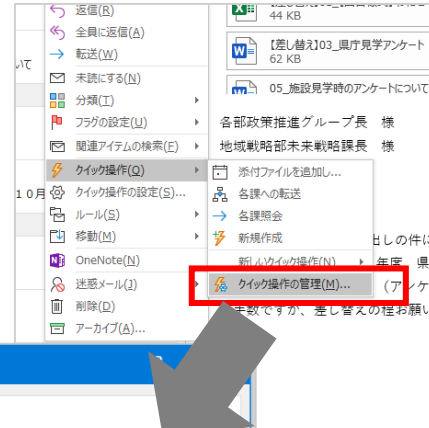 返信(R)
全員に返信(A)
転送(W)
いて
未読にする(N)
分類(T)
フラグの設定(U)
関連アイテムの検索(F)
クイック操作(Q)
10月
クイック操作の設定(S)...
ルール(S)
移動(M)
OneNote(N)
迷惑メール(J)
削除(D)
アーカイブ(A)...
44 KB
【差し替え】03_県庁見学アンケート
62 KB
05_施設見学時のアンケートについて
各部政策推進グループ長 様
地域戦略部未来戦略課長 様
添付ファイルを追加し...
各課への転送
各課照会
新規作成
出しの件に
新しいクイック操作(N)
年度、県
クイック操作の管理(M)...
(アンケ
手数ですが、差し替えの程お願い